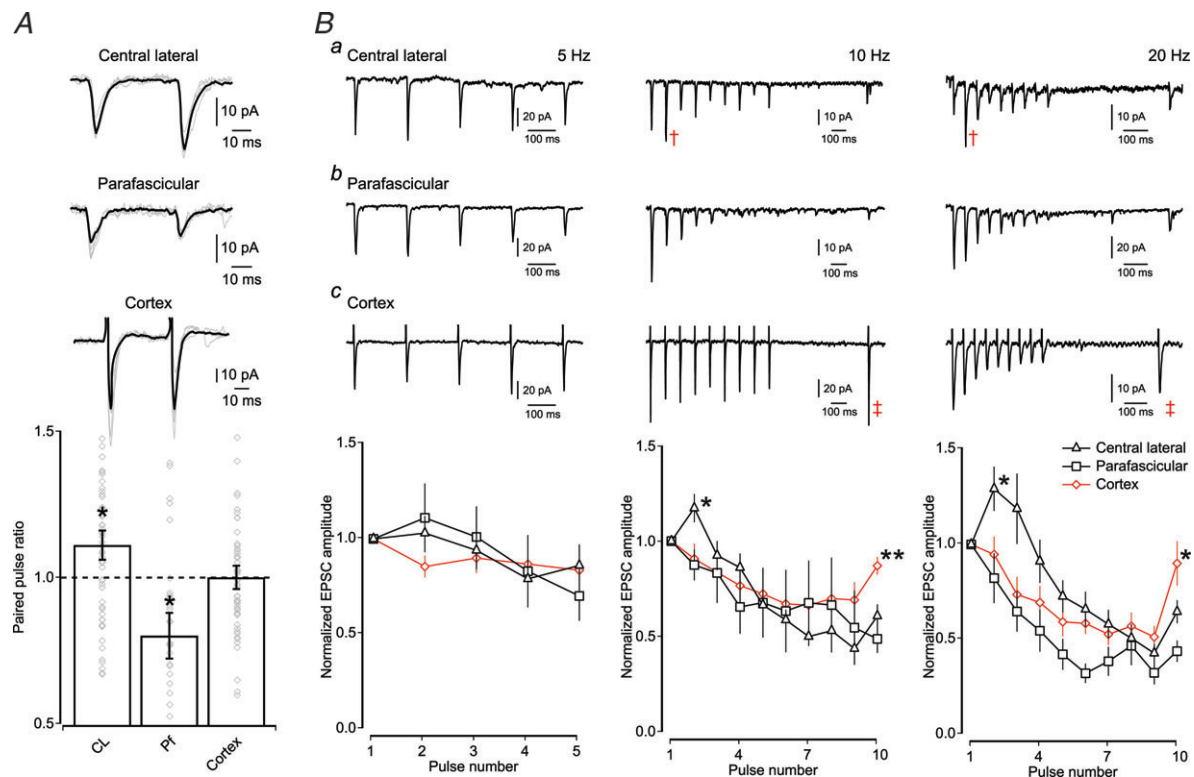 A
Central lateral
10 pA
10 ms
Parafascicular
10 pA
10 ms
Cortex
10 pA
10 ms
1.5
1.0
0.5
Paired pulse ratio
*
*
CL
Pf
Cortex
B
a Central lateral
5 Hz
10 Hz
20 Hz
20 pA
100 ms
†
10 pA
100 ms
†
10 pA
100 ms
b Parafascicular
20 pA
100 ms
10 pA
100 ms
20 pA
100 ms
c Cortex
20 pA
100 ms
20 pA
100 ms
‡
10 pA
100 ms
‡
1.5
1.0
0.5
0.0
Normalized EPSC amplitude
1 2 3 4 5
Pulse number
1.5
1.0
0.5
0.0
Normalized EPSC amplitude
*
**
1 4 7 10
Pulse number
1.5
1.0
0.5
0.0
Normalized EPSC amplitude
*
*
Central lateral
Parafascicular
Cortex
1 4 7 10
Pulse number